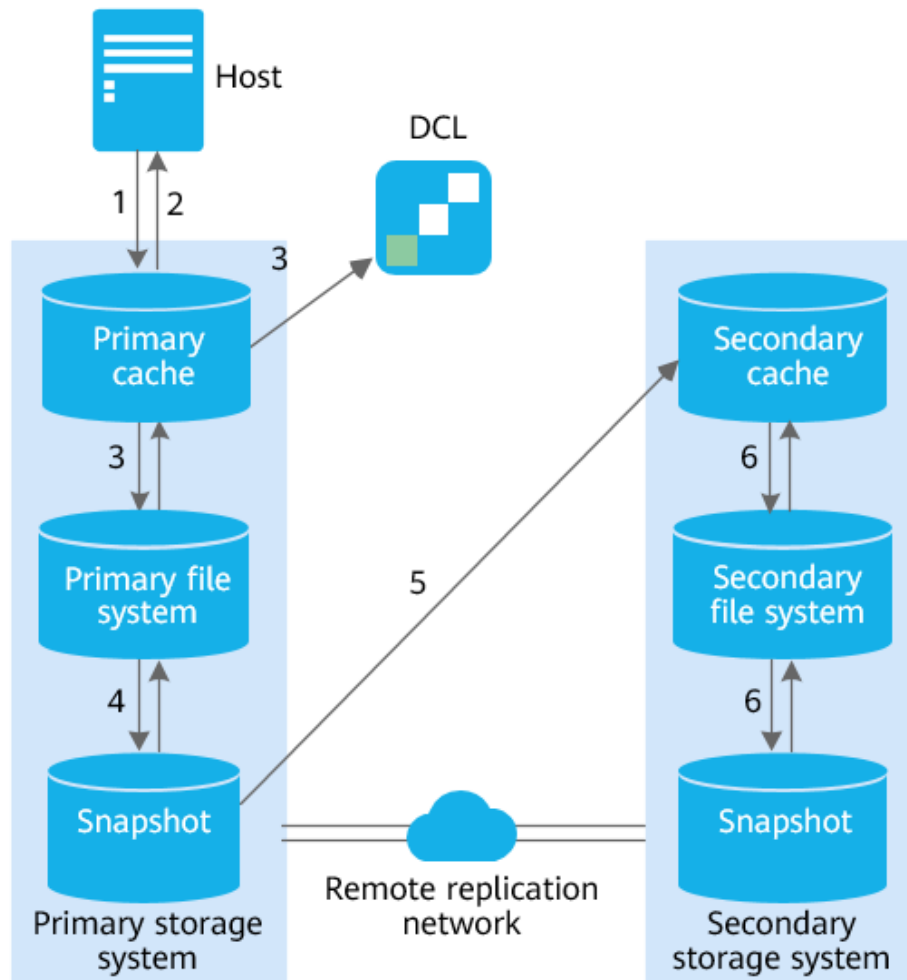 Host
DCL
1
2
3
Primary
cache
Secondary
cache
3
6
Primary file
system
5
Secondary
file system
4
6
Snapshot
Snapshot
Remote replication
network
Primary storage
system
Secondary
storage system